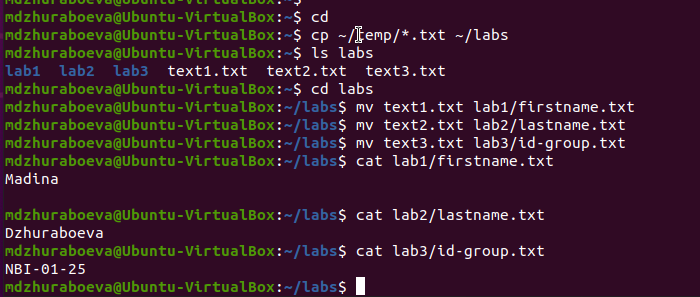 mdzhuraboeva@Ubuntu-VirtualBox:~$
mdzhuraboeva@Ubuntu-VirtualBox:~$ cd
mdzhuraboeva@Ubuntu-VirtualBox:~$ cp ~/temp/*.txt ~/labs
mdzhuraboeva@Ubuntu-VirtualBox:~$ ls labs
lab1 lab2 lab3 text1.txt text2.txt text3.txt
mdzhuraboeva@Ubuntu-VirtualBox:~$ cd labs
mdzhuraboeva@Ubuntu-VirtualBox:~/labs$ mv text1.txt lab1/firstname.txt
mdzhuraboeva@Ubuntu-VirtualBox:~/labs$ mv text2.txt lab2/lastname.txt
mdzhuraboeva@Ubuntu-VirtualBox:~/labs$ mv text3.txt lab3/id-group.txt
mdzhuraboeva@Ubuntu-VirtualBox:~/labs$ cat lab1/firstname.txt
Madina
mdzhuraboeva@Ubuntu-VirtualBox:~/labs$ cat lab2/lastname.txt
Dzhuraboeva
mdzhuraboeva@Ubuntu-VirtualBox:~/labs$ cat lab3/id-group.txt
NBI-01-25
mdzhuraboeva@Ubuntu-VirtualBox:~/labs$